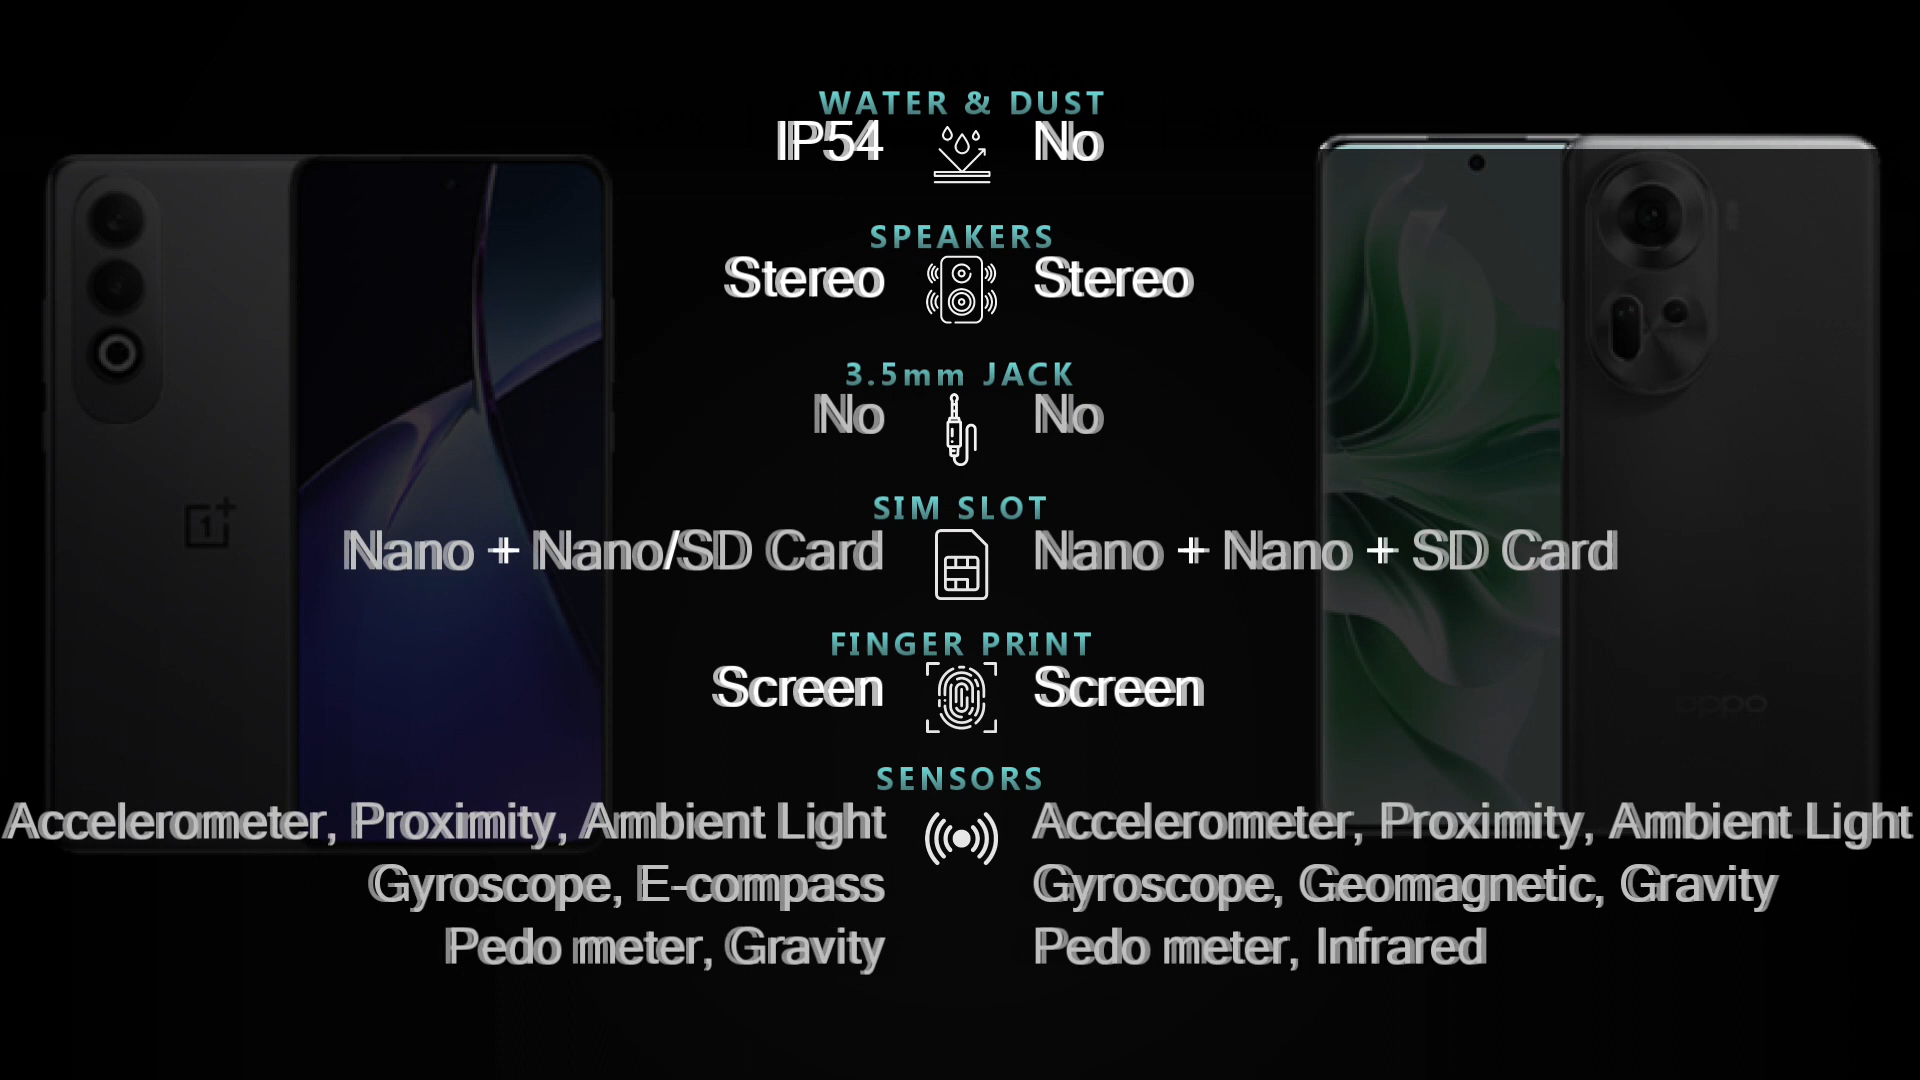 WATER & DUST
IP54 No
SPEAKERS
Stereo Stereo
3.5mm JACK
No No
SIM SLOT
Nano + Nano/SD Card Nano + Nano + SD Card
FINGER PRINT
Screen Screen
SENSORS
Accelerometer, Proximity, Ambient Light Accelerometer, Proximity, Ambient Light
Gyroscope, E-compass Gyroscope, Geomagnetic, Gravity
Pedo meter, Gravity Pedo meter, Infrared
1+
oppo